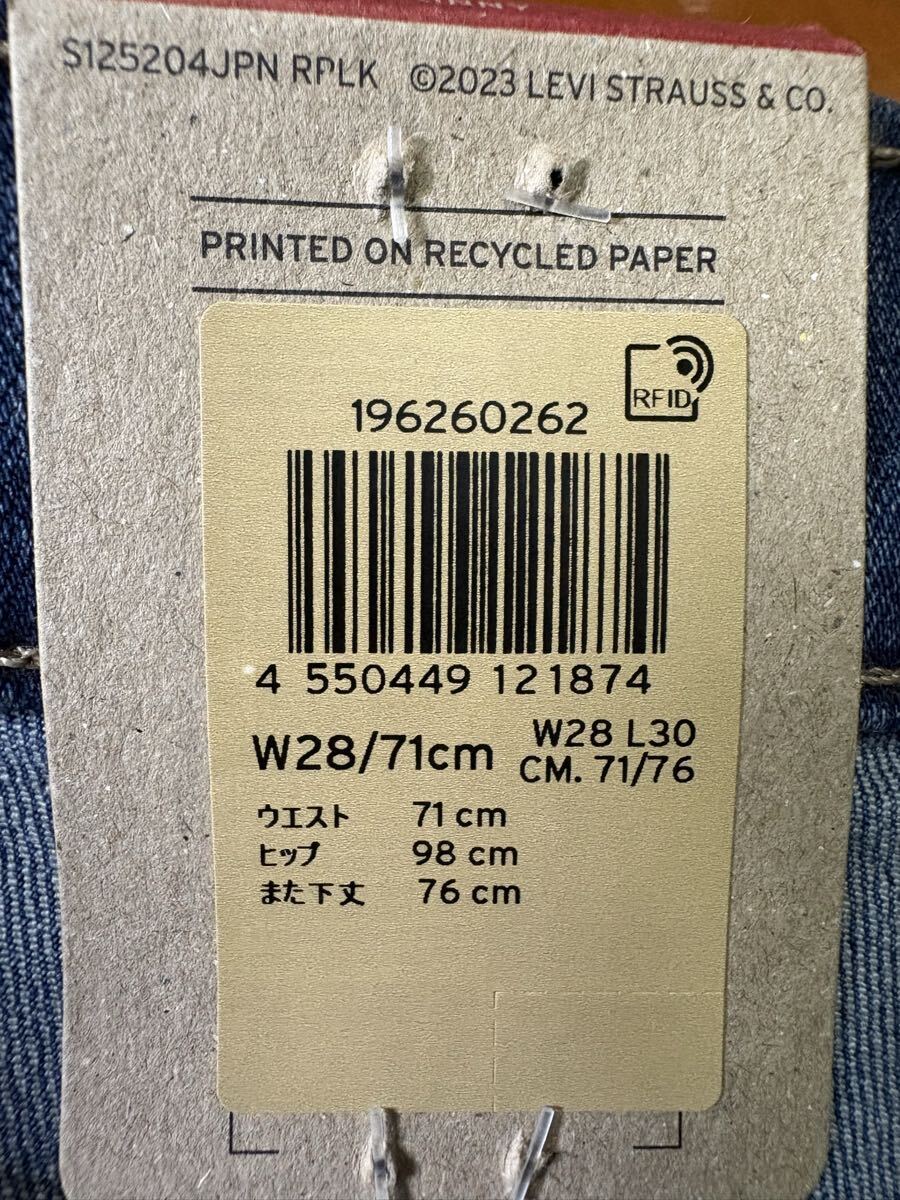 S125204JPN RPLK ©2023 LEVI STRAUSS & CO.
PRINTED ON RECYCLED PAPER
RFID
196260262
4 550449 121874
W28/71cm
W28 L30
CM. 71/76
ウエスト 71 cm
ヒップ 98 cm
また下丈 76 cm